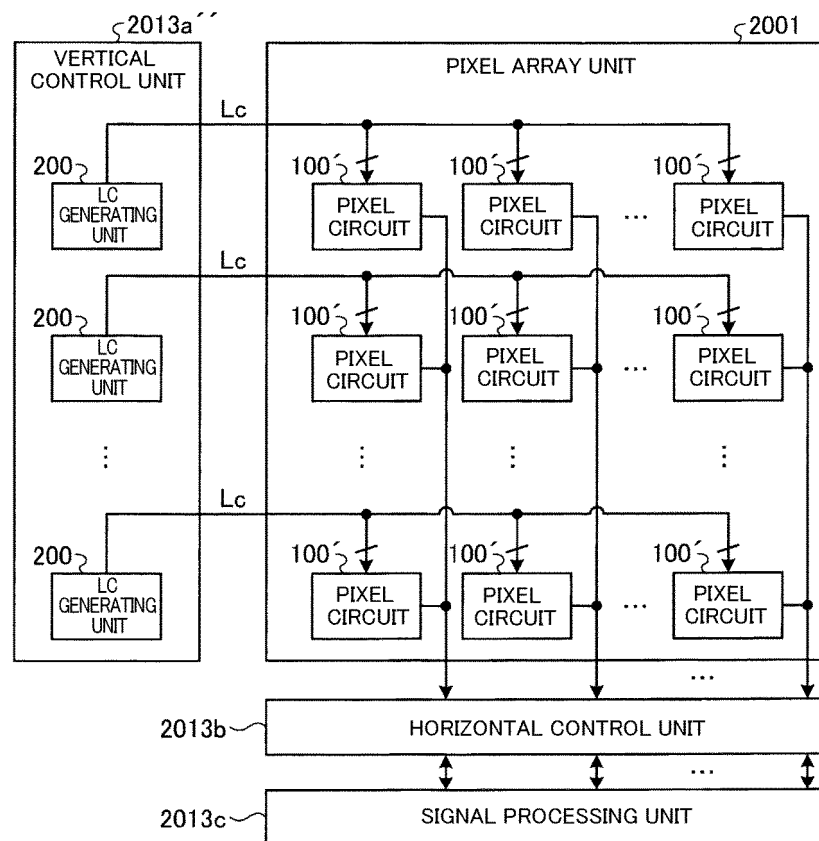 2013a´´
2001
VERTICAL
CONTROL UNIT
PIXEL ARRAY UNIT
Lc
200
LC
GENERATING
UNIT
100´
PIXEL
CIRCUIT
100´
PIXEL
CIRCUIT
...
100´
PIXEL
CIRCUIT
Lc
200
LC
GENERATING
UNIT
100´
PIXEL
CIRCUIT
100´
PIXEL
CIRCUIT
...
100´
PIXEL
CIRCUIT
...
...
...
...
Lc
200
LC
GENERATING
UNIT
100´
PIXEL
CIRCUIT
100´
PIXEL
CIRCUIT
...
100´
PIXEL
CIRCUIT
...
2013b
HORIZONTAL CONTROL UNIT
...
2013c
SIGNAL PROCESSING UNIT